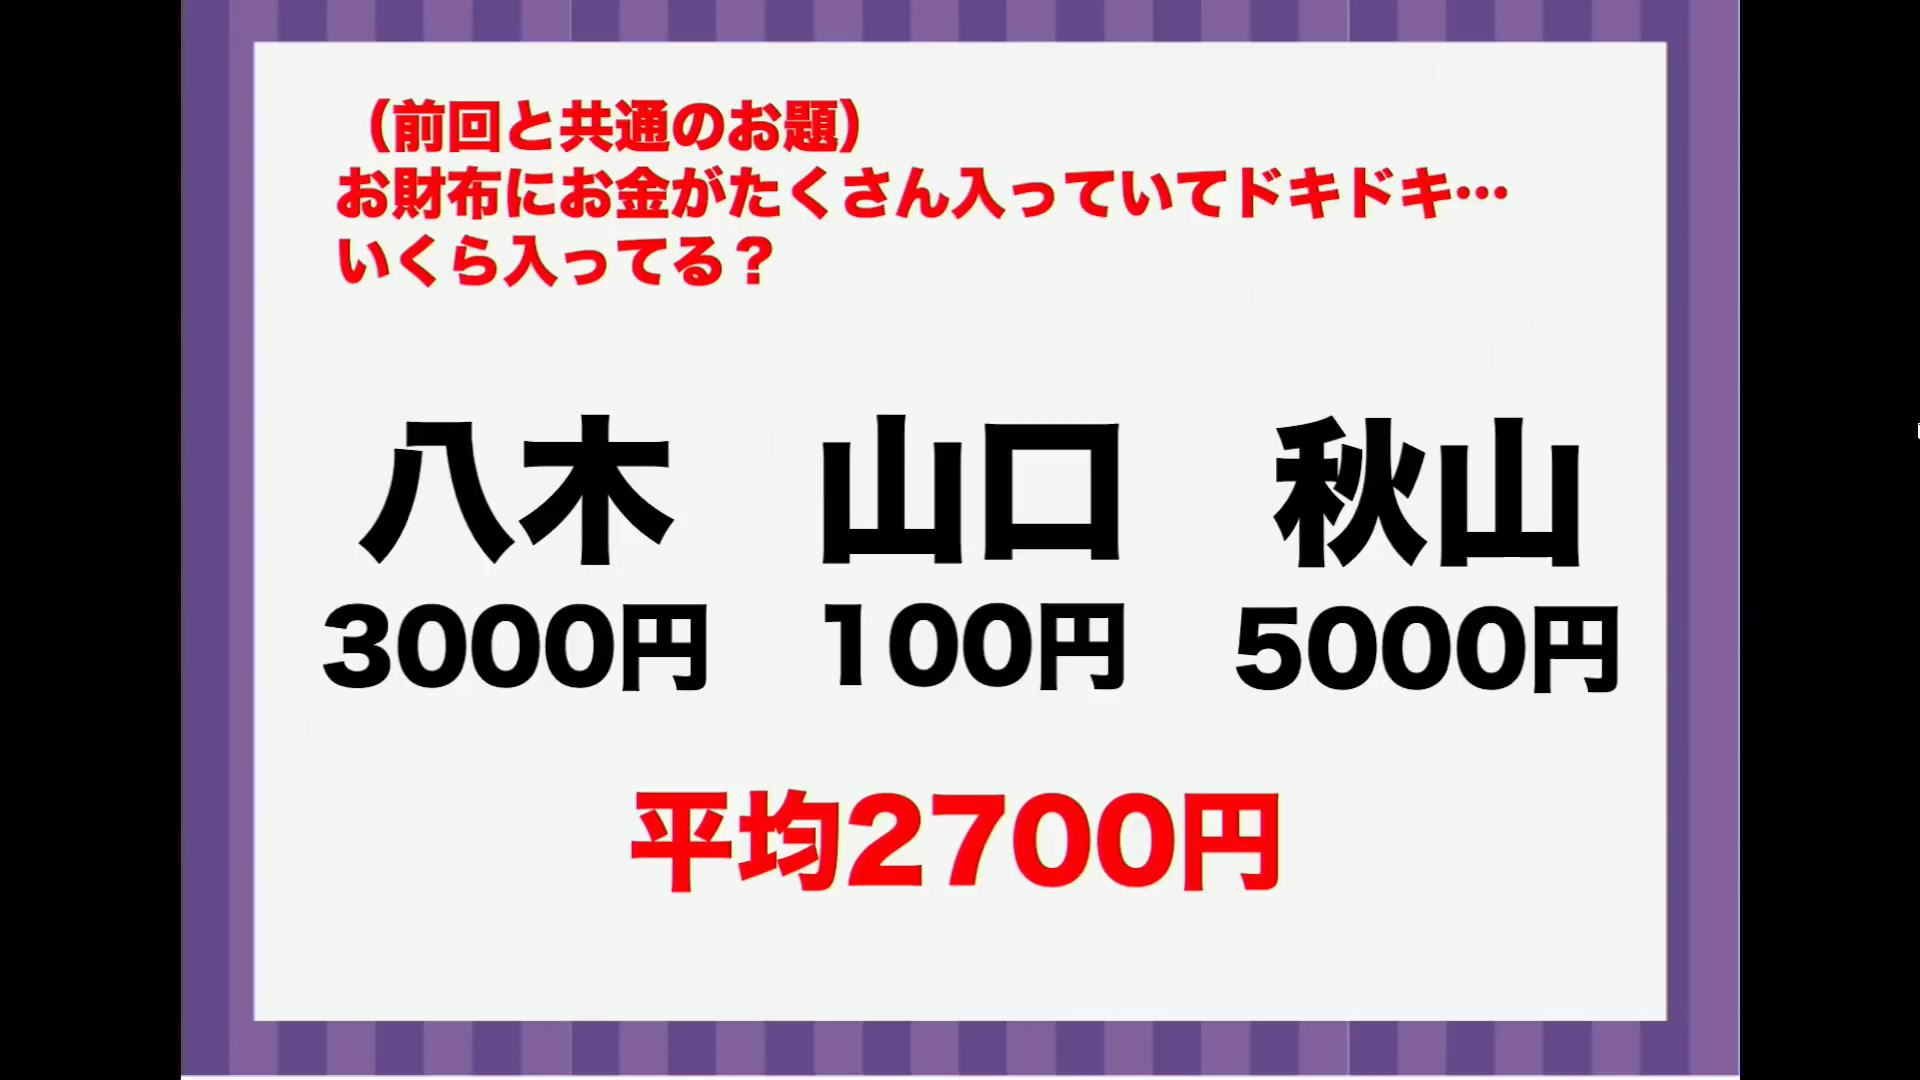 （前回と共通のお題）
お財布にお金がたくさん入っていてドキドキ…
いくら入ってる？
八木 山口 秋山
3000円 100円 5000円
平均2700円